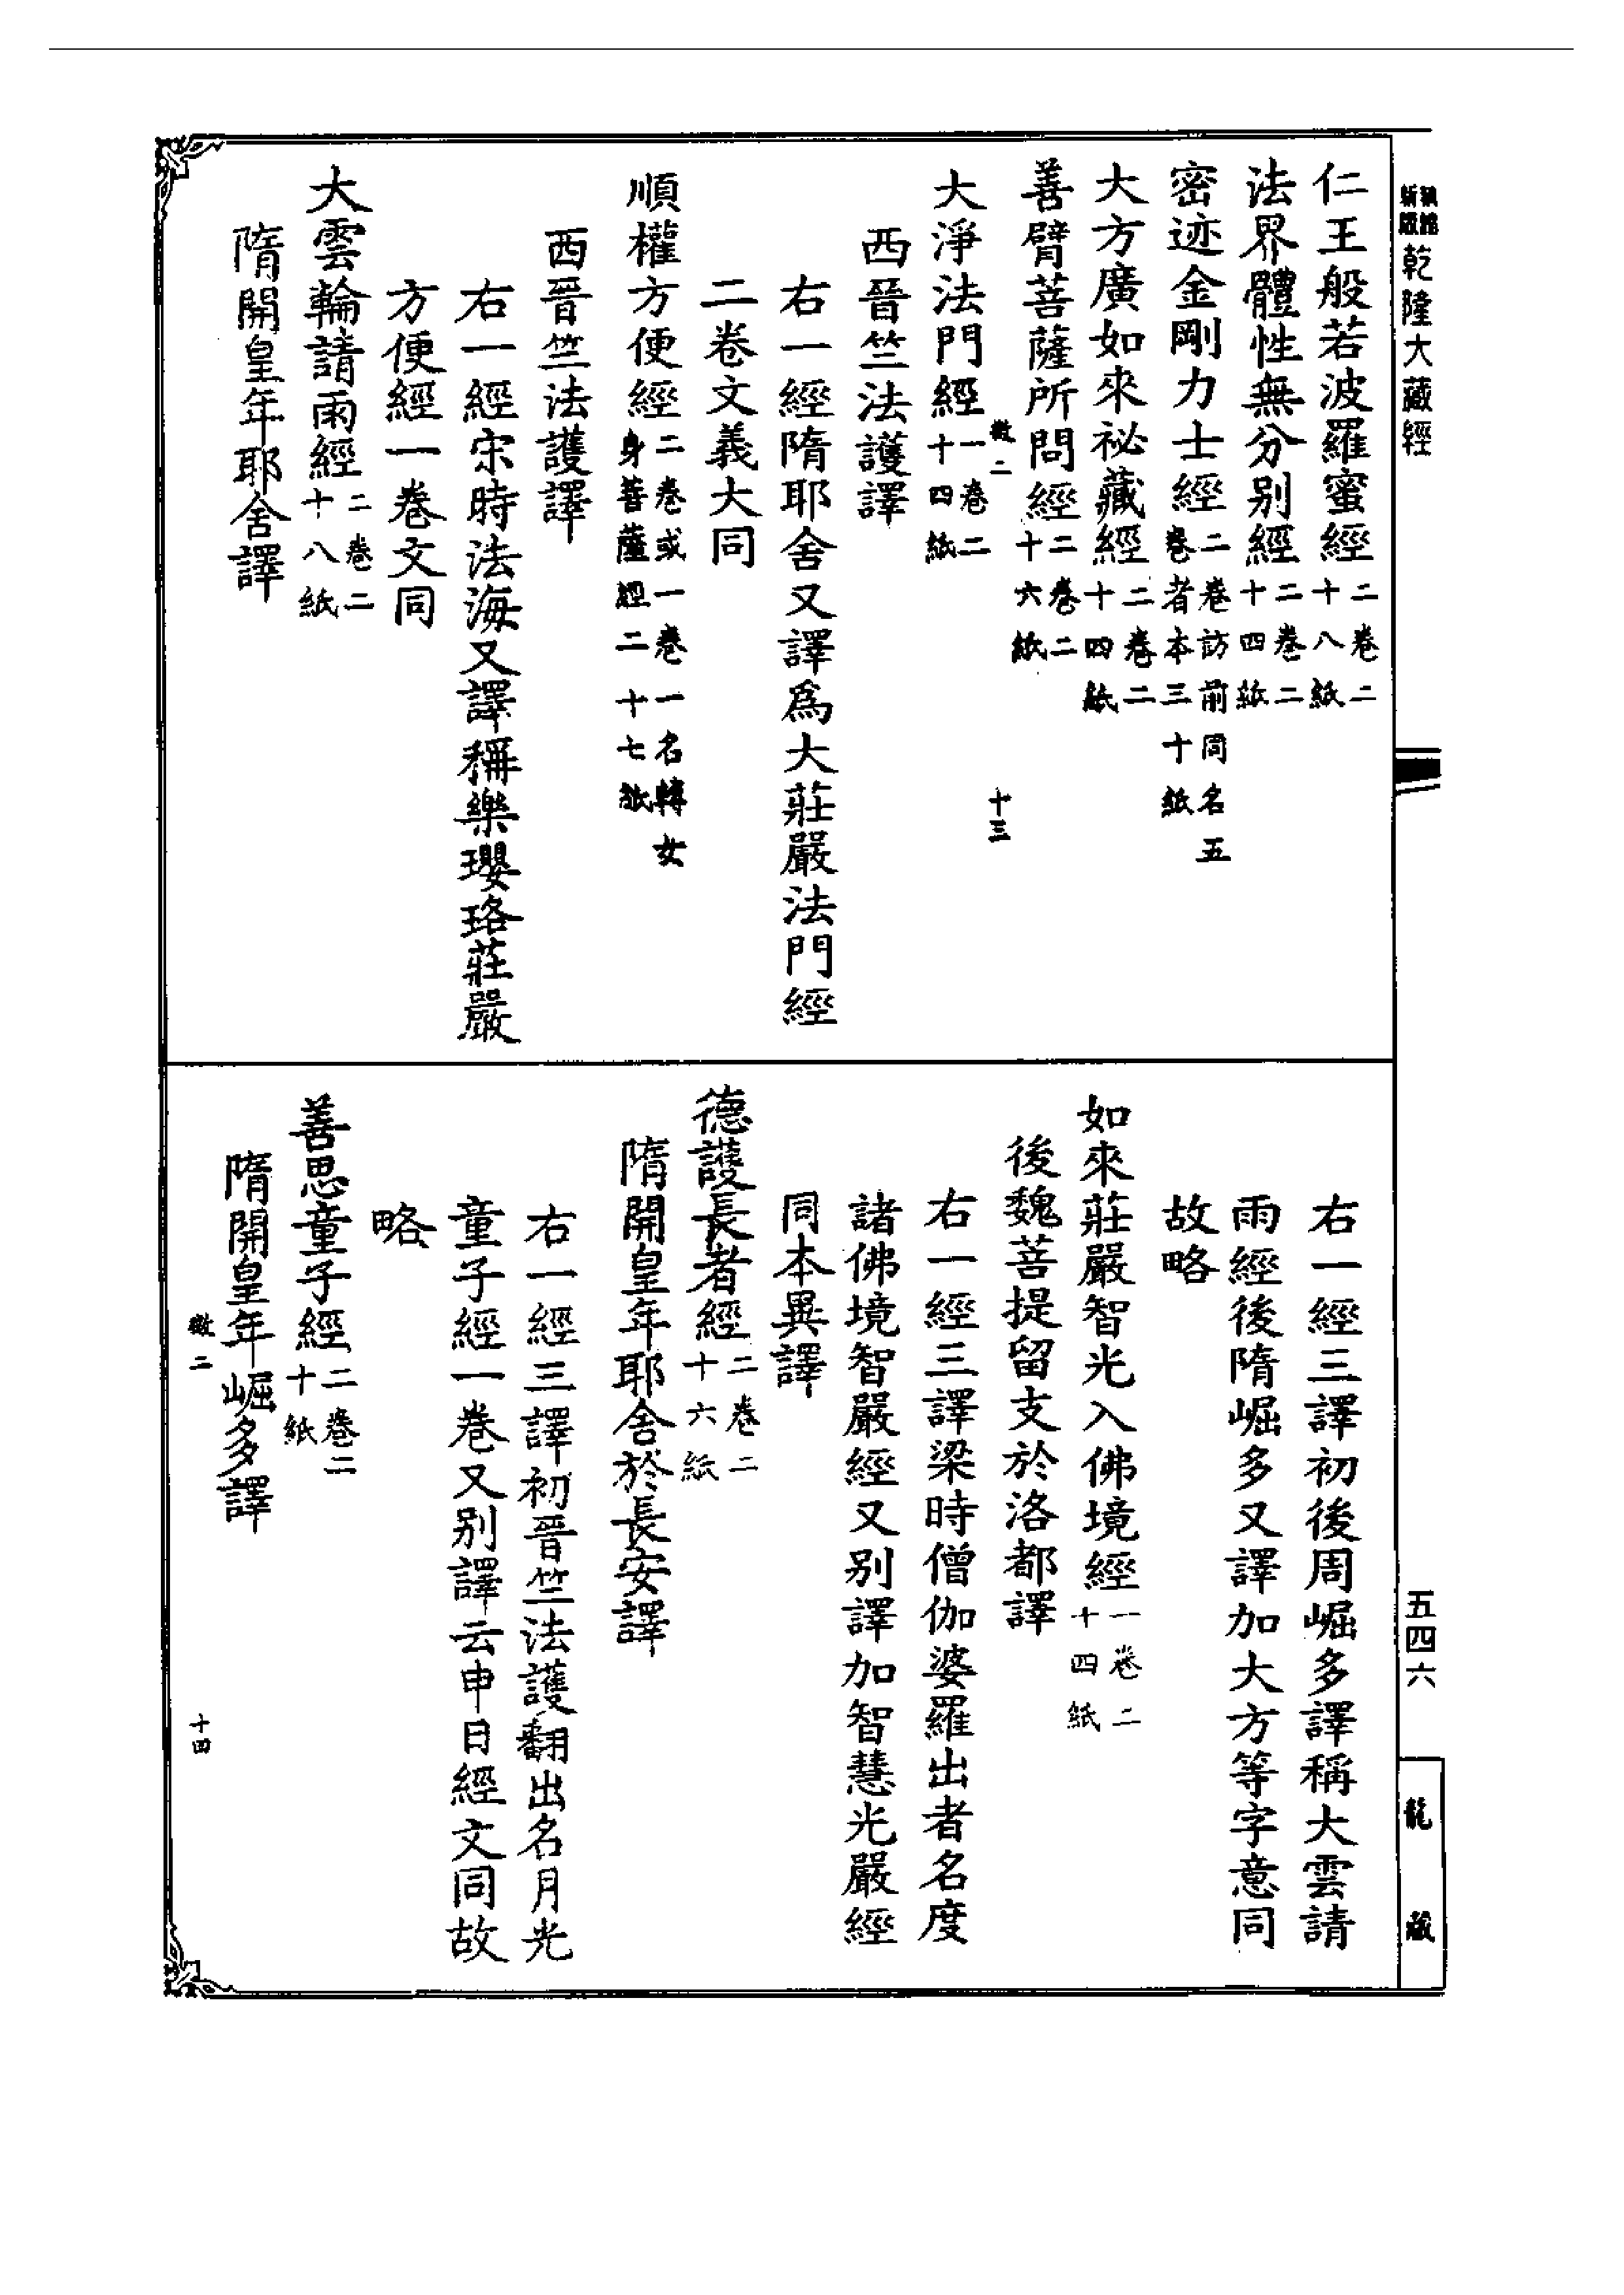 乾隆大藏經
仁王般若波羅蜜經二卷二十八紙
法界體性無分別經二卷二十四紙
密迹金剛力士經二卷訪前同名五卷者本三十紙
大方廣如來祕藏經二卷二十四紙
善臂菩薩所問經二卷二十六紙
十三
大淨法門經一卷二十四紙
西晉竺法護譯
右一經隋耶舍又譯爲大莊嚴法門經
二卷文義大同
順權方便經二卷或一卷一名轉女身菩薩經二十七紙
西晉竺法護譯
右一經宋時法海又譯稱樂瓔珞莊嚴
方便經一卷文同
大雲輪請雨經二卷二十八紙
隋開皇年耶舍譯
右一經三譯初後周崛多譯稱大雲請
雨經後隋崛多又譯加大方等字意同
故略
如來莊嚴智光入佛境經一卷二十四紙
後魏菩提留支於洛都譯
右一經三譯梁時僧伽婆羅出者名度
諸佛境智嚴經又別譯加智慧光嚴經
同本異譯
德護長者經二卷二十六紙
隋開皇年耶舍於長安譯
右一經三譯初晉竺法護翻出名月光
童子經一卷又別譯云申日經文同故
略
善思童子經二卷二十紙
隋開皇年崛多譯
十四
五四六
龍藏